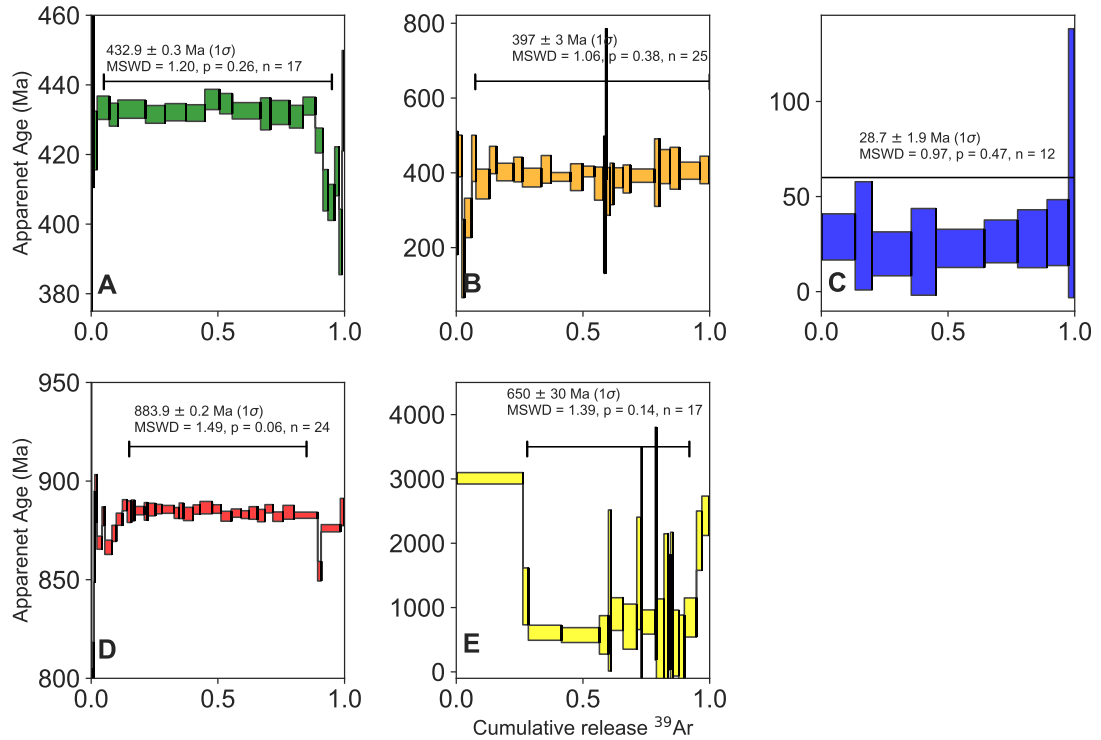 460
440
420
400
380
Apparenet Age (Ma)
432.9 ± 0.3 Ma (1σ)
MSWD = 1.20, p = 0.26, n = 17
A
0.0 0.5 1.0
800
600
400
200
397 ± 3 Ma (1σ)
MSWD = 1.06, p = 0.38, n = 25
B
0.0 0.5 1.0
100
50
0
28.7 ± 1.9 Ma (1σ)
MSWD = 0.97, p = 0.47, n = 12
C
0.0 0.5 1.0
950
900
850
800
Apparenet Age (Ma)
883.9 ± 0.2 Ma (1σ)
MSWD = 1.49, p = 0.06, n = 24
D
0.0 0.5 1.0
4000
3000
2000
1000
0
650 ± 30 Ma (1σ)
MSWD = 1.39, p = 0.14, n = 17
E
0.0 0.5 1.0
Cumulative release ³⁹Ar